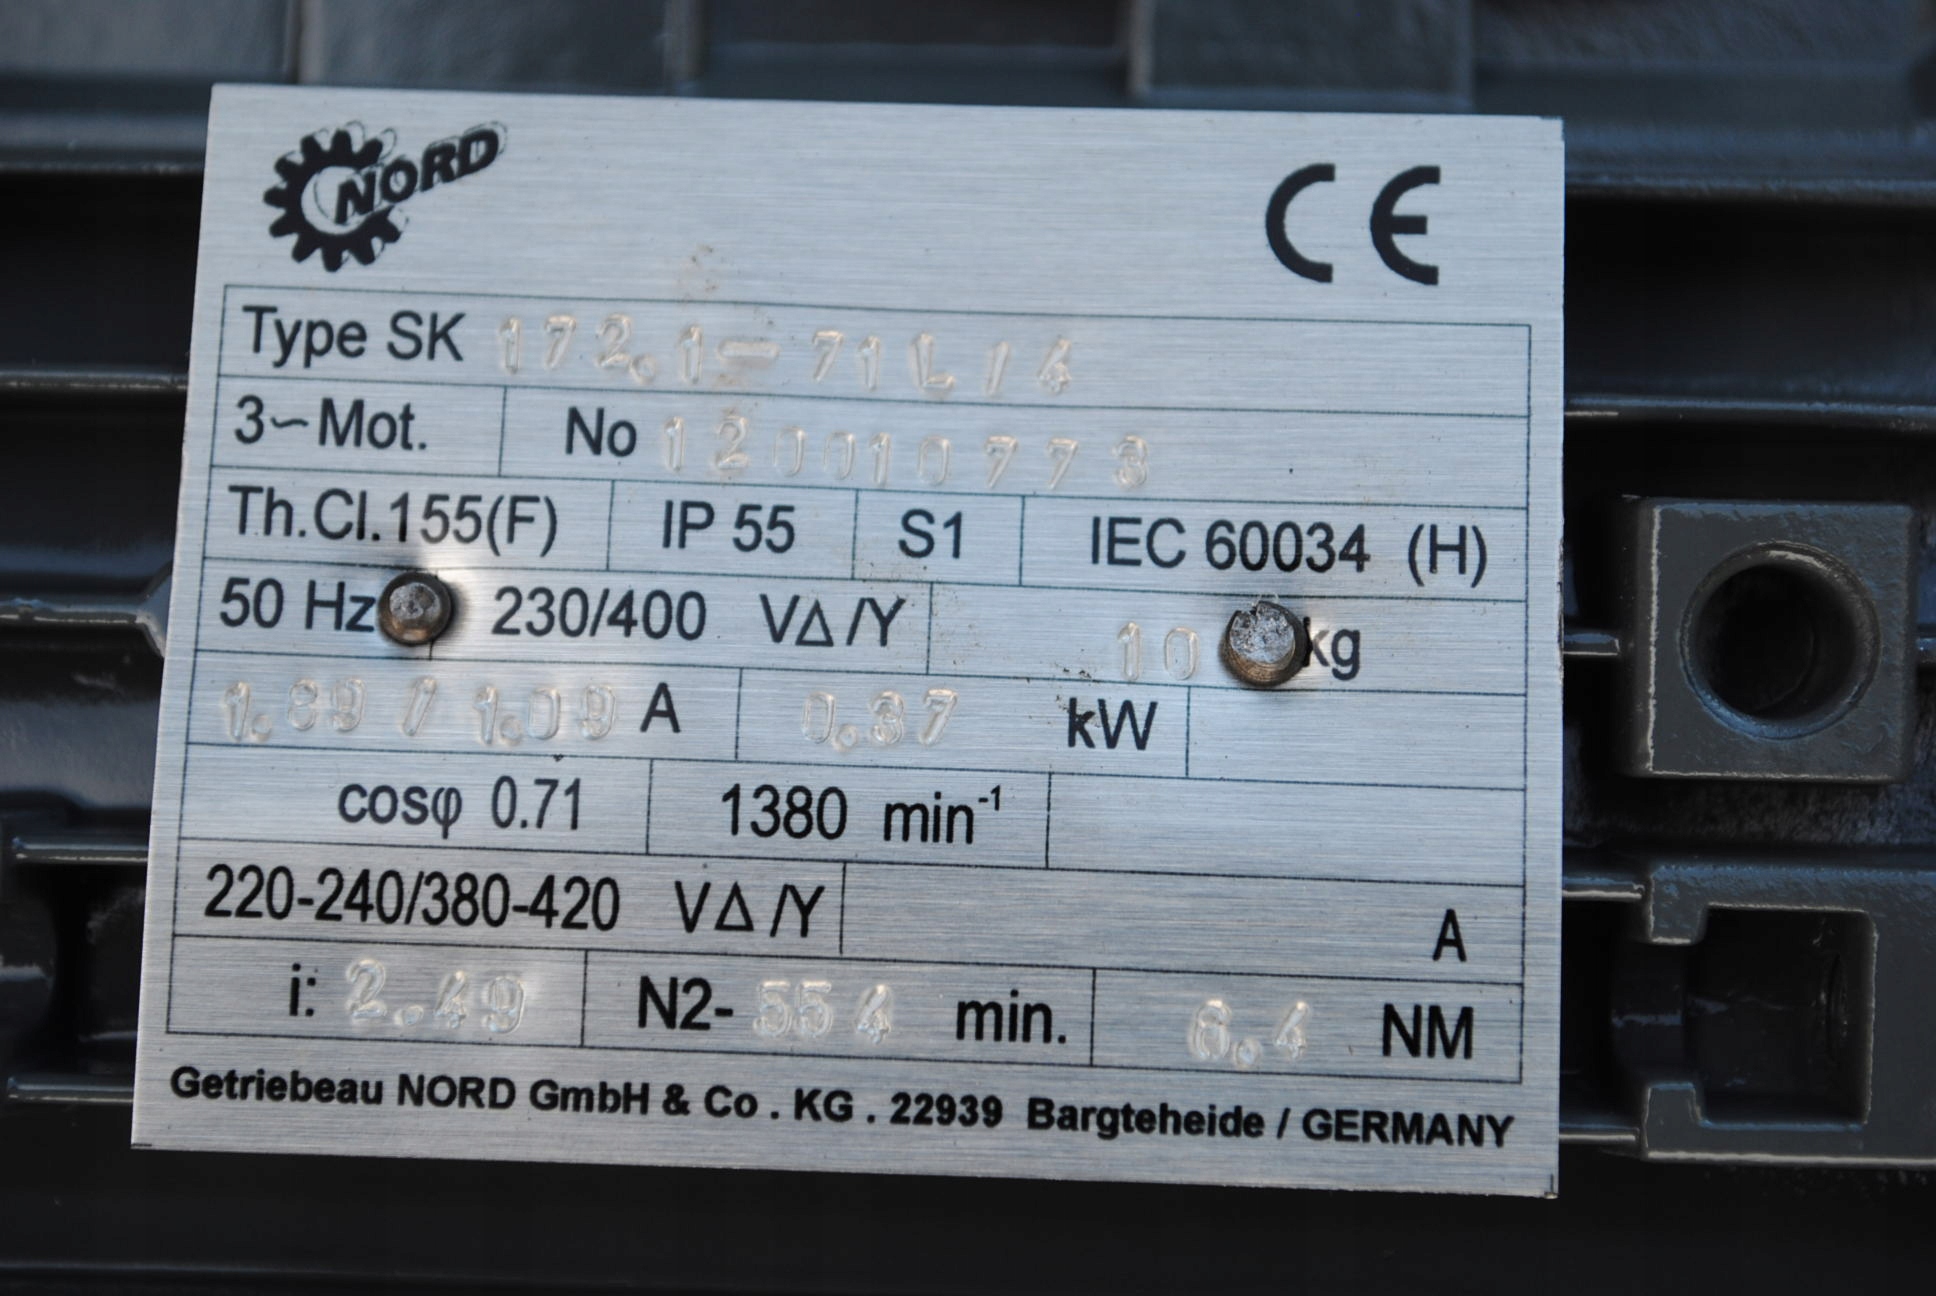 NORD
CE
Type SK 172.1-71L/4
3~Mot. No 120010773
Th.Cl.155(F) IP 55 S1 IEC 60034 (H)
50 Hz 230/400 VΔ/Y 10 kg
1.89 / 1.09 A 0.37 kW
cosφ 0.71 1380 min⁻¹
220-240/380-420 VΔ/Y A
i: 2.49 N2- 554 min. 6.4 NM
Getriebeau NORD GmbH & Co . KG . 22939 Bargteheide / GERMANY